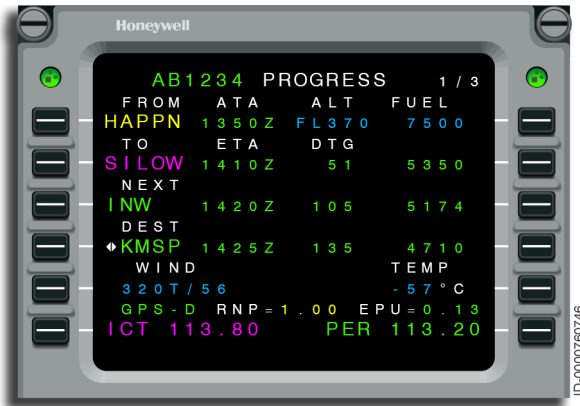 Honeywell
AB1234 PROGRESS 1 / 3
FROM ATA ALT FUEL
HAPPN 1350Z FL370 7500
TO ETA DTG
SILOW 1410Z 51 5350
NEXT
INW 1420Z 105 5174
DEST
KMSP 1425Z 135 4710
WIND TEMP
320T/56 -57°C
GPS-D RNP=1.00 EPU=0.13
ICT 113.80 PER 113.20
ID-0000760746